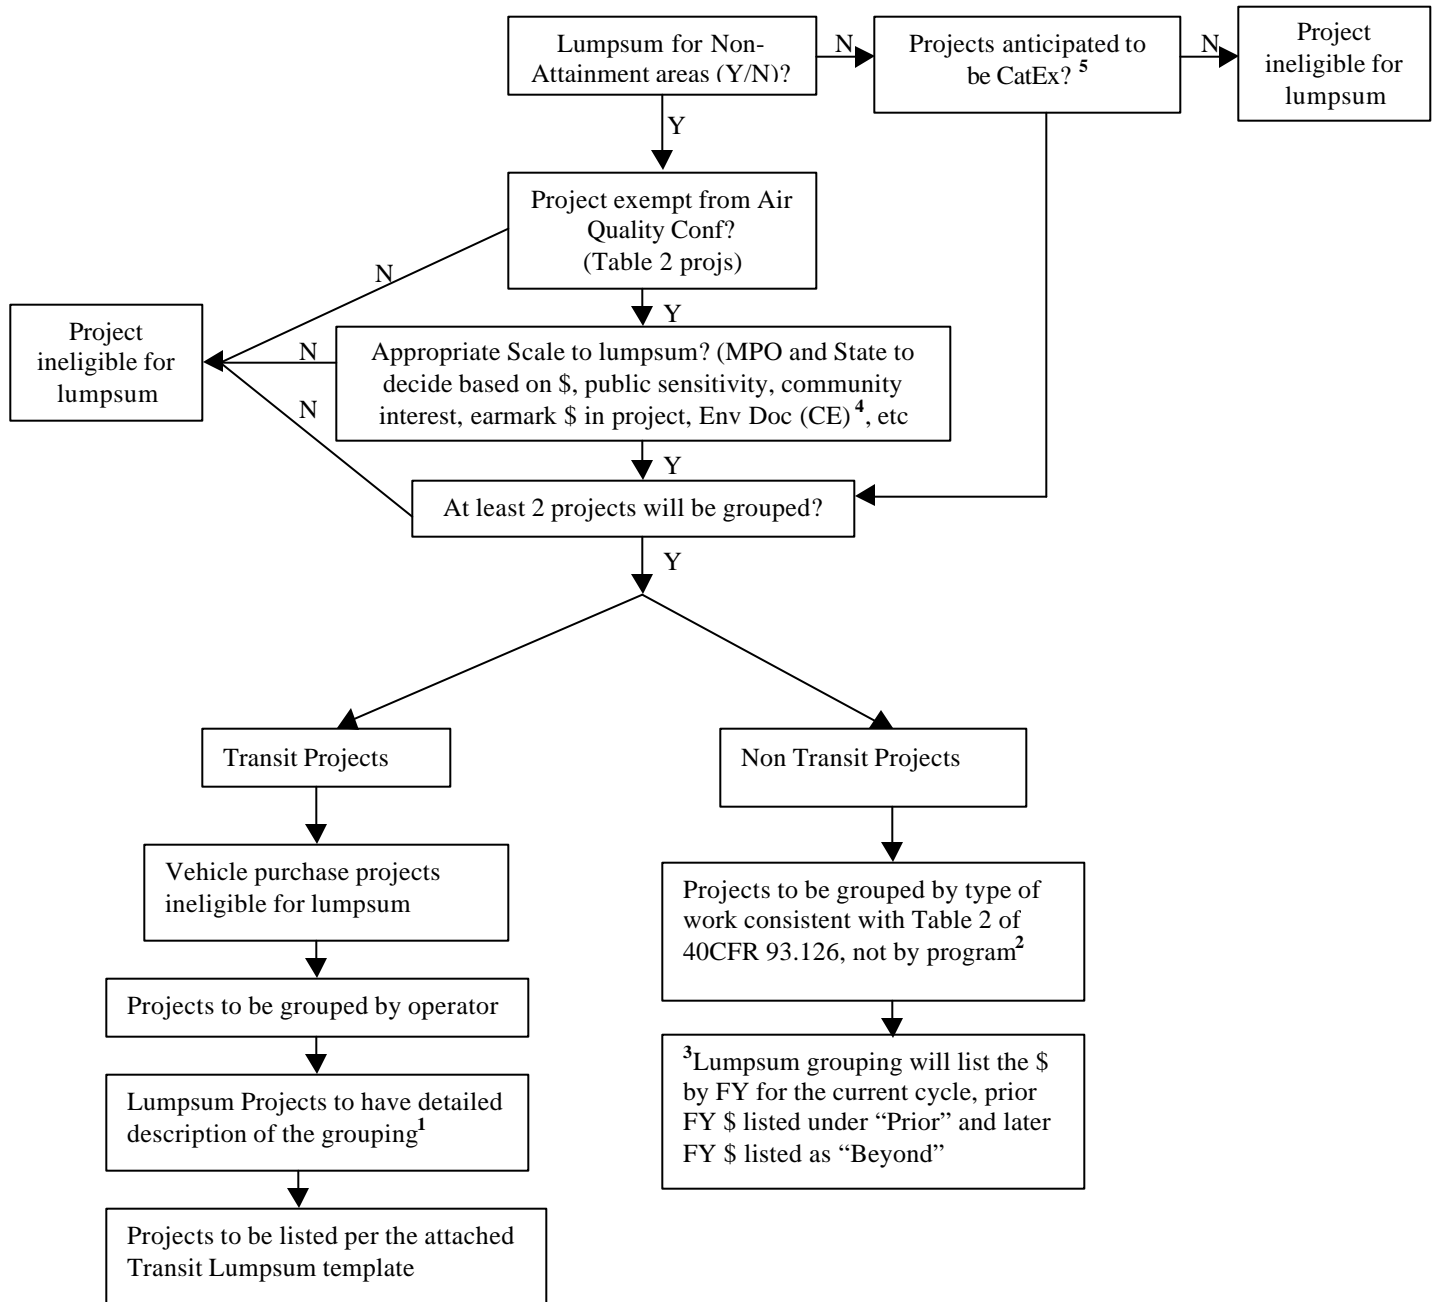 Lumpsum for Non-
Attainment areas (Y/N)?
N
Projects anticipated to
be CatEx? 5
N
Project
ineligible for
lumpsum
Y
Project exempt from Air
Quality Conf?
(Table 2 projs)
N
Y
Project
ineligible for
lumpsum
N
Appropriate Scale to lumpsum? (MPO and State to
decide based on $, public sensitivity, community
interest, earmark $ in project, Env Doc (CE) 4, etc
N
Y
At least 2 projects will be grouped?
Y
Transit Projects
Non Transit Projects
Vehicle purchase projects
ineligible for lumpsum
Projects to be grouped by operator
Lumpsum Projects to have detailed
description of the grouping1
Projects to be listed per the attached
Transit Lumpsum template
Projects to be grouped by type of
work consistent with Table 2 of
40CFR 93.126, not by program2
3Lumpsum grouping will list the $
by FY for the current cycle, prior
FY $ listed under “Prior” and later
FY $ listed as “Beyond”